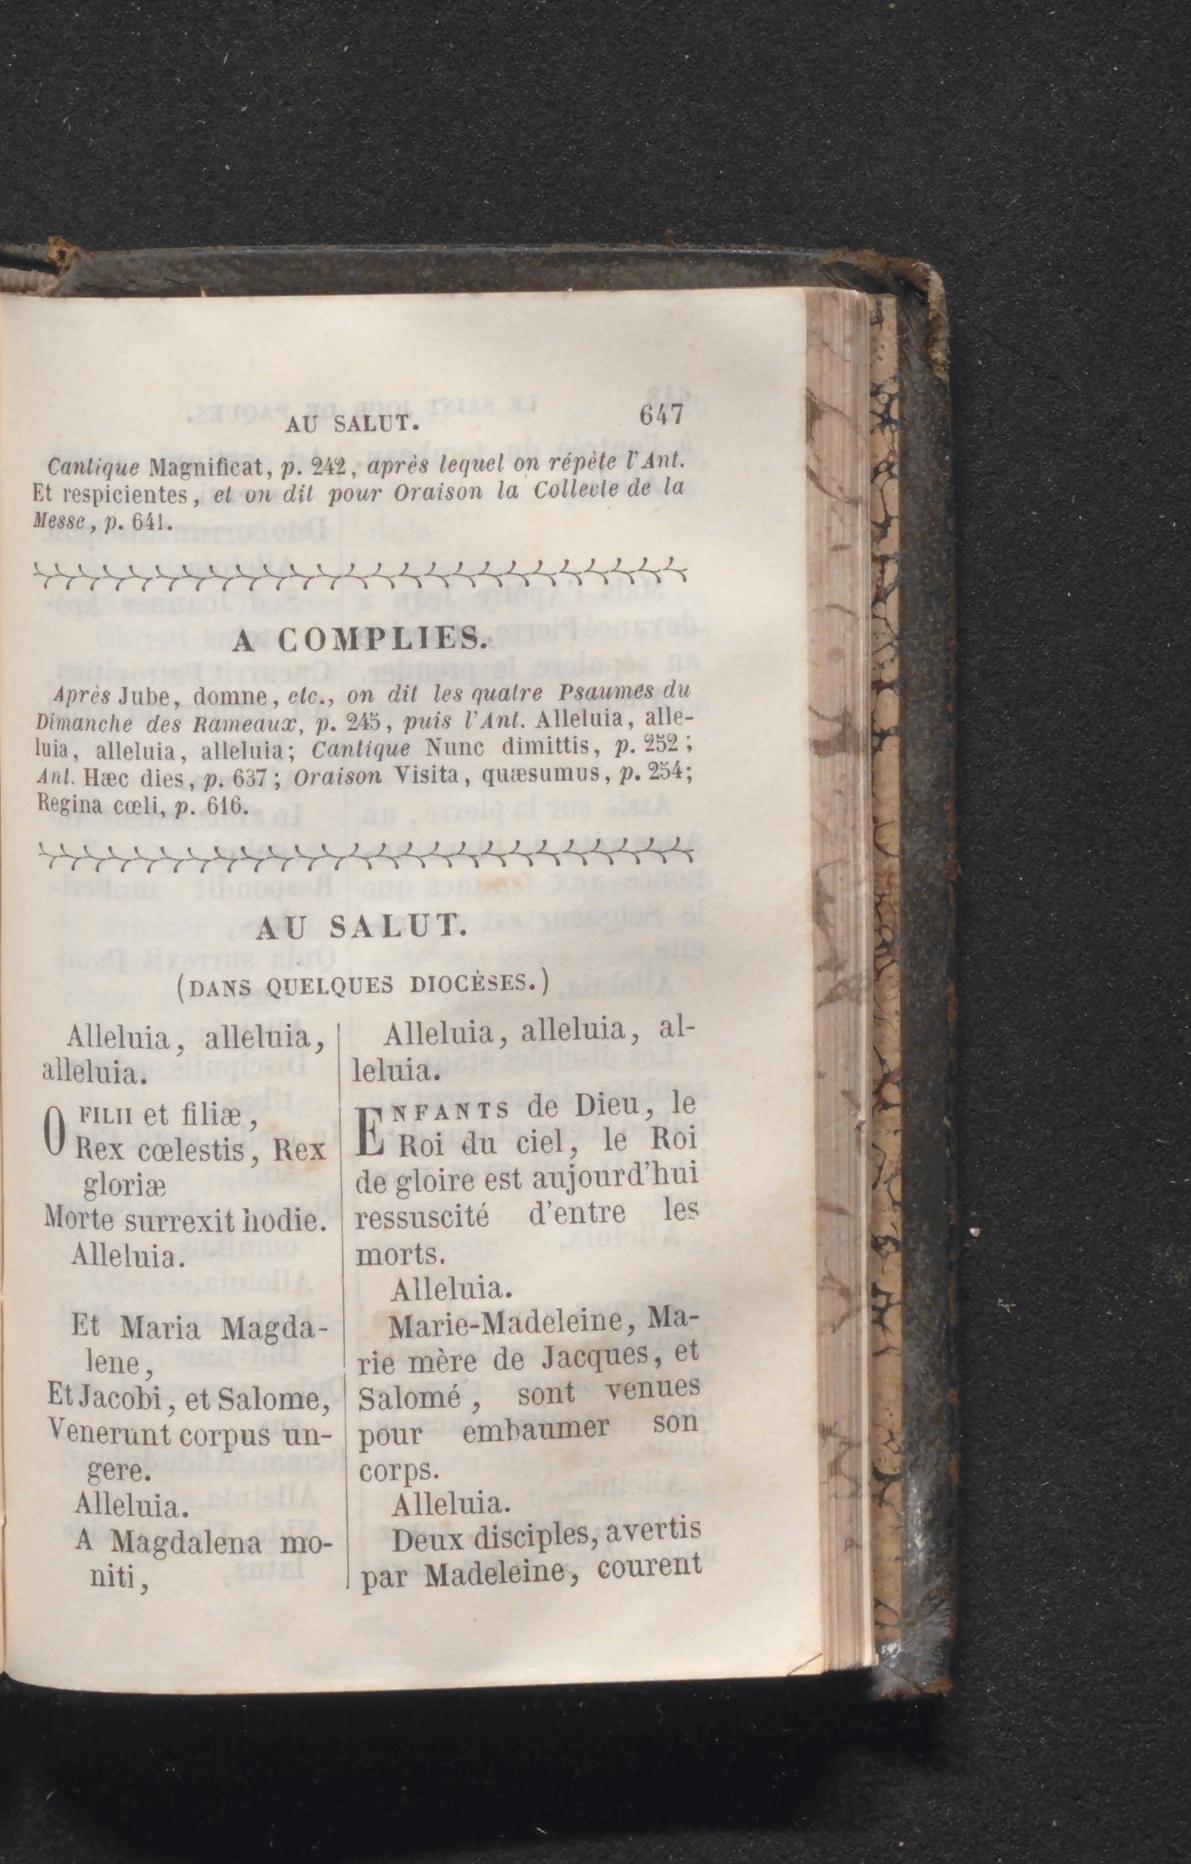 AU SALUT. 647
Cantique Magnificat, p. 242, après lequel on répète l'Ant.
Et respicientes, et on dit pour Oraison la Collecte de la
Messe, p. 641.
A COMPLIES.
Après Jube, domne, etc., on dit les quatre Psaumes du
Dimanche des Rameaux, p. 245, puis l'Ant. Alleluia, alle-
luia, alleluia, alleluia; Cantique Nunc dimittis, p. 252;
Ant. Hæc dies, p. 637; Oraison Visita, quæsumus, p. 254;
Regina cœli, p. 616.
AU SALUT.
(DANS QUELQUES DIOCÈSES.)
Alleluia, alleluia,
alleluia.
O FILII et filiæ,
Rex cœlestis, Rex
gloriæ
Morte surrexit hodie.
Alleluia.
Et Maria Magda-
lene,
Et Jacobi, et Salome,
Venerunt corpus un-
gere.
Alleluia.
A Magdalena mo-
niti,
Alleluia, alleluia, al-
leluia.
ENFANTS de Dieu, le
Roi du ciel, le Roi
de gloire est aujourd'hui
ressuscité d'entre les
morts.
Alleluia.
Marie-Madeleine, Ma-
rie mère de Jacques, et
Salomé, sont venues
pour embaumer son
corps.
Alleluia.
Deux disciples, avertis
par Madeleine, courent